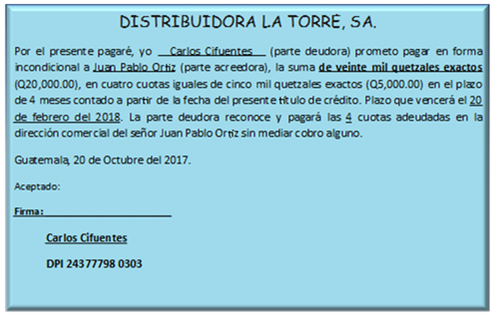 DISTRIBUIDORA LA TORRE, SA.
Por el presente pagaré, yo Carlos Cifuentes (parte deudora) prometo pagar en forma
incondicional a Juan Pablo Ortiz (parte acreedora), la suma de veinte mil quetzales exactos
(Q20,000.00), en cuatro cuotas iguales de cinco mil quetzales exactos (Q5,000.00) en el plazo
de 4 meses contado a partir de la fecha del presente título de crédito. Plazo que vencerá el 20
de febrero del 2018. La parte deudora reconoce y pagará las 4 cuotas adeudadas en la
dirección comercial del señor Juan Pablo Ortíz sin mediar cobro alguno.
Guatemala, 20 de Octubre del 2017.
Aceptado:
Firma:
Carlos Cifuentes
DPI 24377798 0303